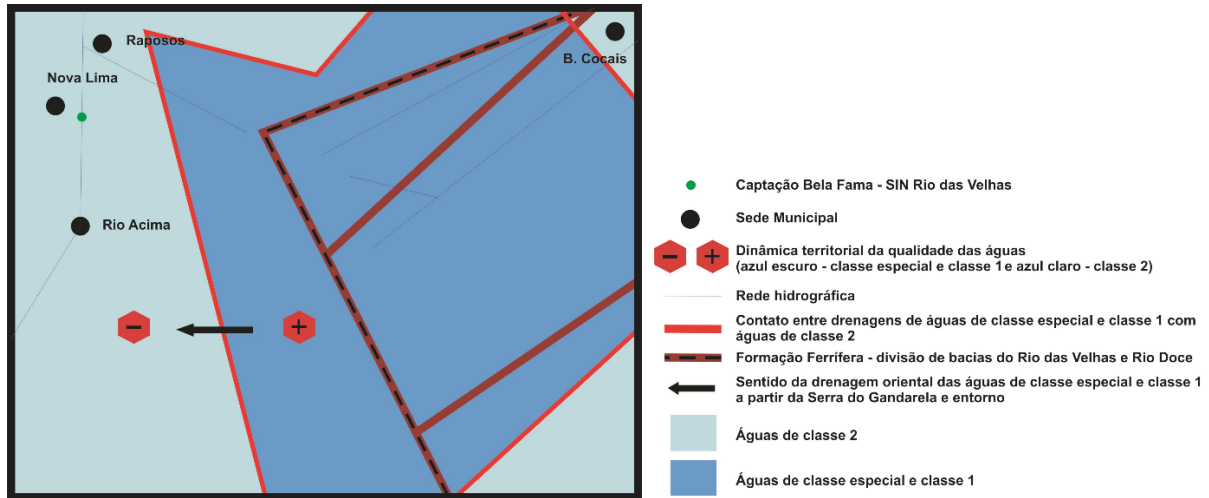 Raposos
B. Cocais
Nova Lima
Rio Acima
Captação Bela Fama - SIN Rio das Velhas
Sede Municipal
Dinâmica territorial da qualidade das águas
(azul escuro - classe especial e classe 1 e azul claro - classe 2)
Rede hidrográfica
Contato entre drenagens de águas de classe especial e classe 1 com
águas de classe 2
Formação Ferrífera - divisão de bacias do Rio das Velhas e Rio Doce
Sentido da drenagem oriental das águas de classe especial e classe 1
a partir da Serra do Gandarela e entorno
Águas de classe 2
Águas de classe especial e classe 1